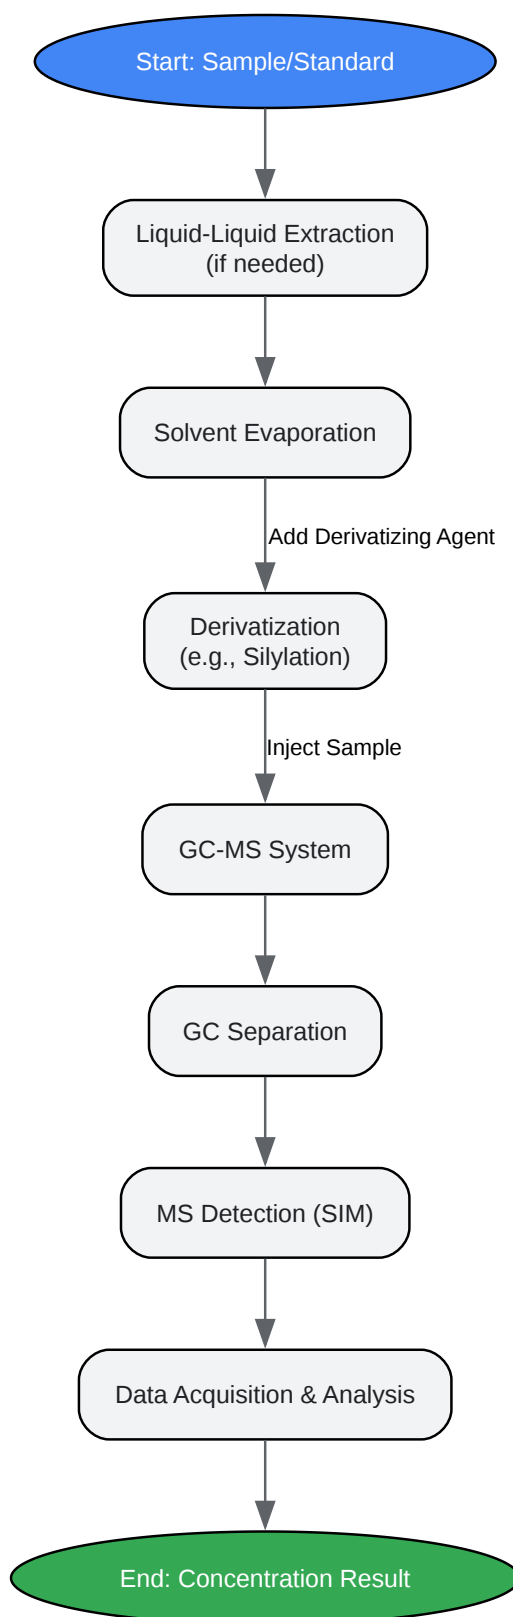 Start: Sample/Standard
Liquid-Liquid Extraction
(if needed)
Solvent Evaporation
Add Derivatizing Agent
Derivatization
(e.g., Silylation)
Inject Sample
GC-MS System
GC Separation
MS Detection (SIM)
Data Acquisition & Analysis
End: Concentration Result